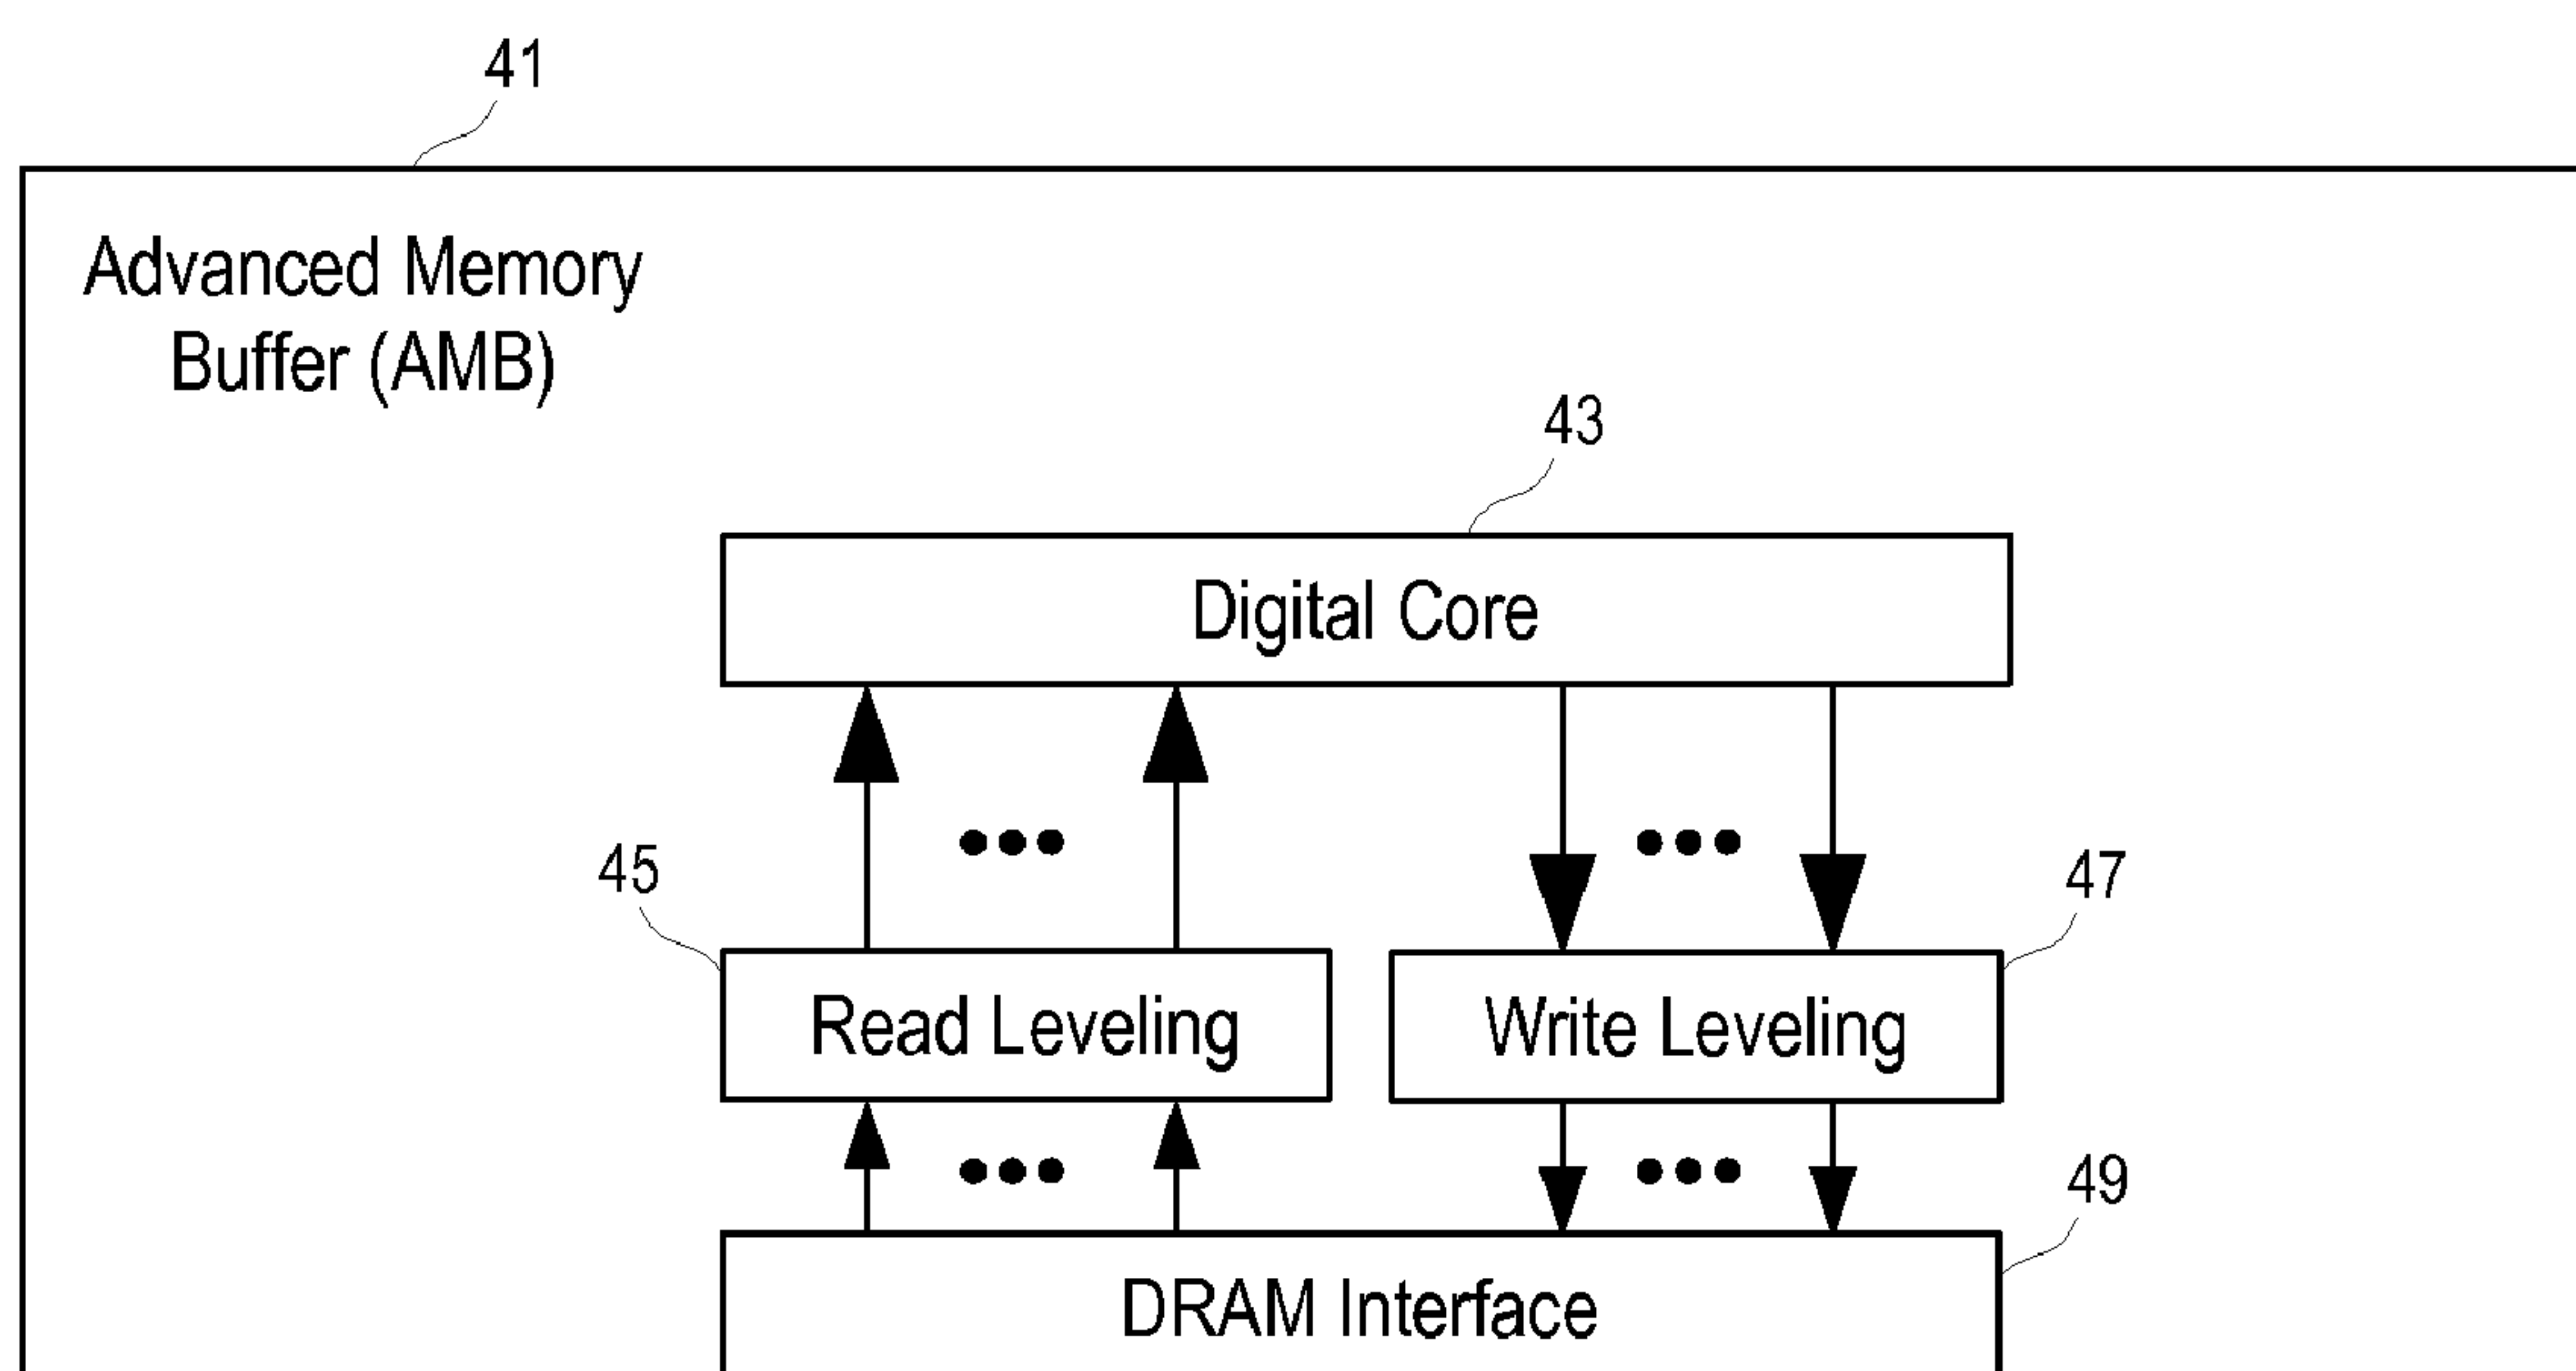 41
Advanced Memory
Buffer (AMB)
43
Digital Core
45
47
Read Leveling
Write Leveling
49
DRAM Interface